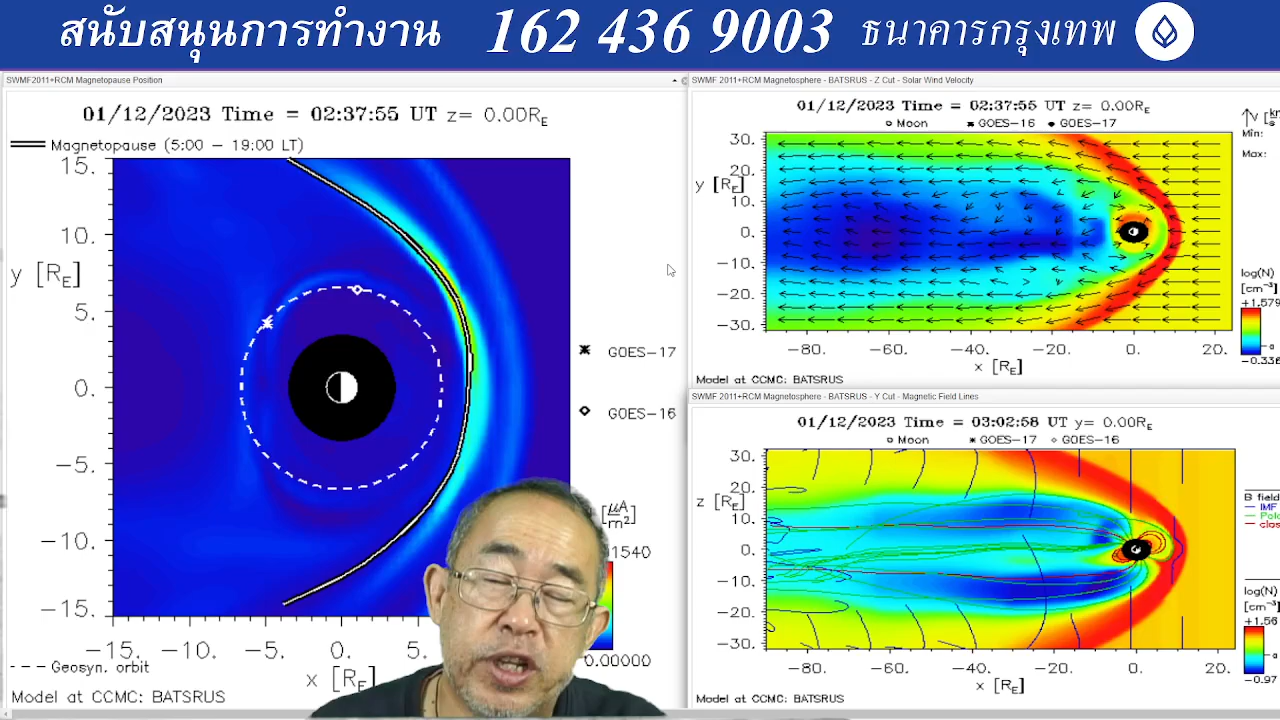 สนับสนุนการทำงาน 162 436 9003 ธนาคารกรุงเทพ
SWMF2011+RCM Magnetopause Position
01/12/2023 Time = 02:37:55 UT z= 0.00RE
Magnetopause (5:00 – 19:00 LT)
15.
10.
y [RE]
5.
0.
−5.
−10.
−15.
−15. −10. −5. 0. 5.
x [RE]
Geosyn. orbit
Model at CCMC: BATSRUS
GOES-17
GOES-16
[μA/m²]
0.00000
SWMF 2011+RCM Magnetosphere - BATSRUS - Z Cut - Solar Wind Velocity
01/12/2023 Time = 02:37:55 UT z= 0.00RE
Moon GOES-16 GOES-17
30.
20.
y [RE]
10.
0.
−10.
−20.
−30.
−80. −60. −40. −20. 0. 20.
x [RE]
Model at CCMC: BATSRUS
Min:
Max:
log(N)
[cm⁻³]
+1.579
−0.336
SWMF 2011+RCM Magnetosphere - BATSRUS - Y Cut - Magnetic Field Lines
01/12/2023 Time = 03:02:58 UT y= 0.00RE
Moon GOES-17 GOES-16
30.
20.
z [RE]
10.
0.
−10.
−20.
−30.
−80. −60. −40. −20. 0. 20.
x [RE]
Model at CCMC: BATSRUS
B field
IMF
log(N)
[cm⁻³]
+1.56
−0.97